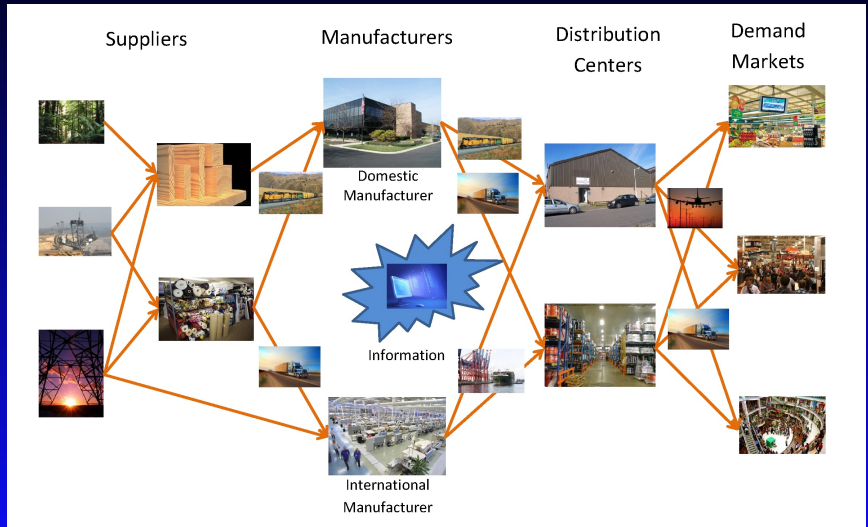 Suppliers
Manufacturers
Distribution
Centers
Demand
Markets
Domestic
Manufacturer
Information
International
Manufacturer